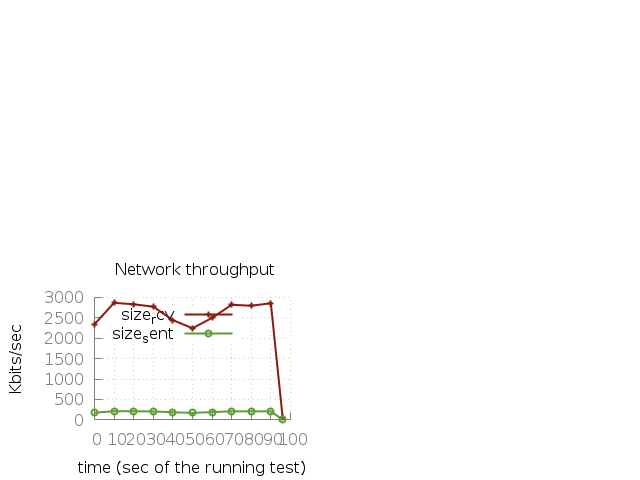 Network throughput
3000
2500
2000
1500
1000
500
0
size_rcv
size_sent
Kbits/sec
0 10 20 30 40 50 60 70 80 90 100
time (sec of the running test)